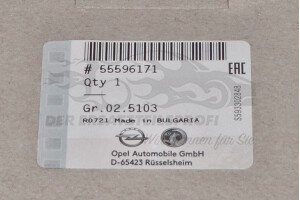 # 55596171
Qty 1
Gr.02.5103
R0721 Made in BULGARIA
Opel Automobile GmbH
D-65423 Rüsselsheim
EAC